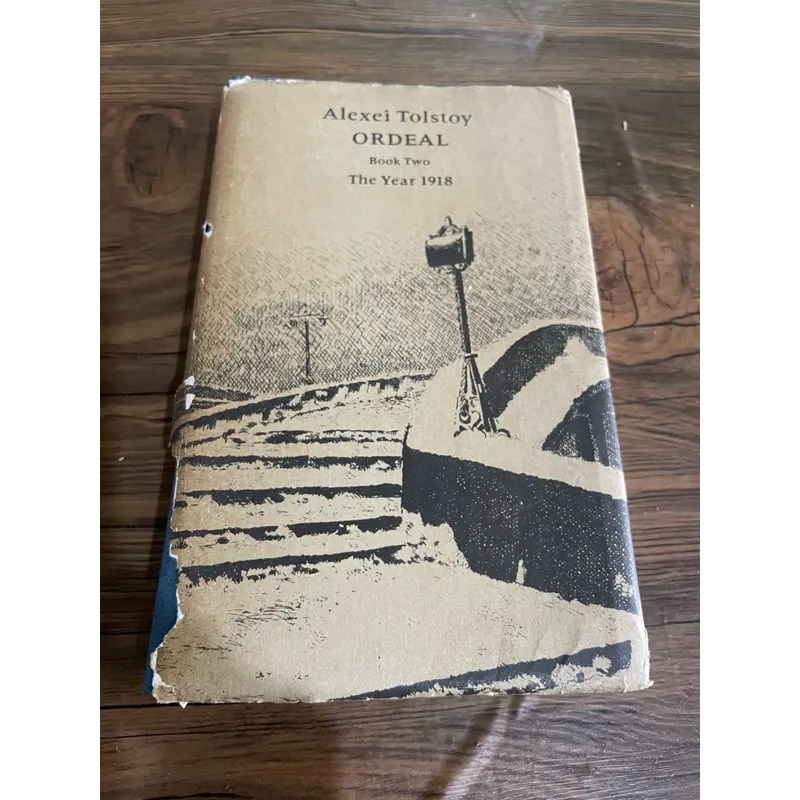 Alexei Tolstoy
ORDEAL
Book Two
The Year 1918